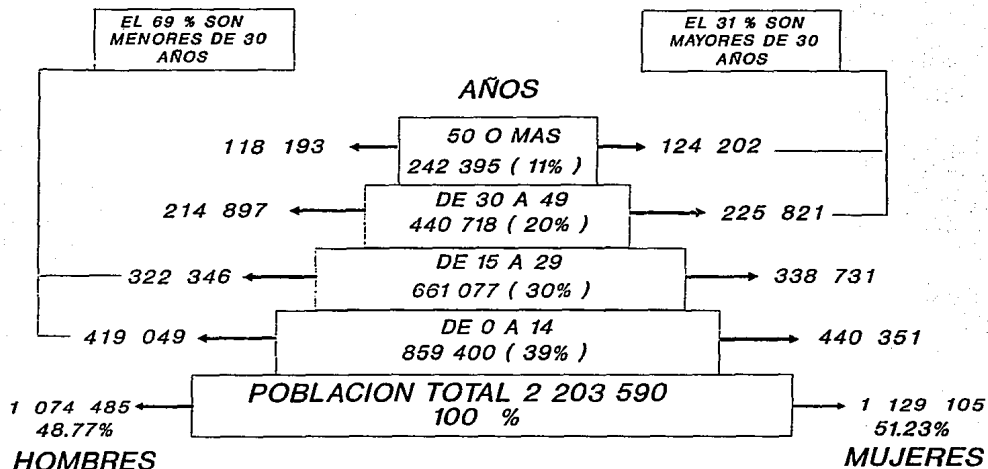 EL 69 % SON
MENORES DE 30
AÑOS
EL 31 % SON
MAYORES DE 30
AÑOS
AÑOS
118 193
50 O MAS
242 395 ( 11% )
124 202
214 897
DE 30 A 49
440 718 ( 20% )
225 821
322 346
DE 15 A 29
661 077 ( 30% )
338 731
419 049
DE 0 A 14
859 400 ( 39% )
440 351
1 074 485
48.77%
HOMBRES
POBLACION TOTAL 2 203 590
100 %
1 129 105
51.23%
MUJERES